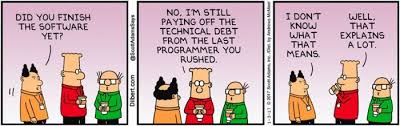 DID YOU FINISH
THE SOFTWARE
YET?
Dilbert.com @ScottAdamsSays
NO, I'M STILL
PAYING OFF THE
TECHNICAL DEBT
FROM THE LAST
PROGRAMMER YOU
RUSHED.
I DON'T
KNOW
WHAT
THAT
MEANS.
WELL,
THAT
EXPLAINS
A LOT.